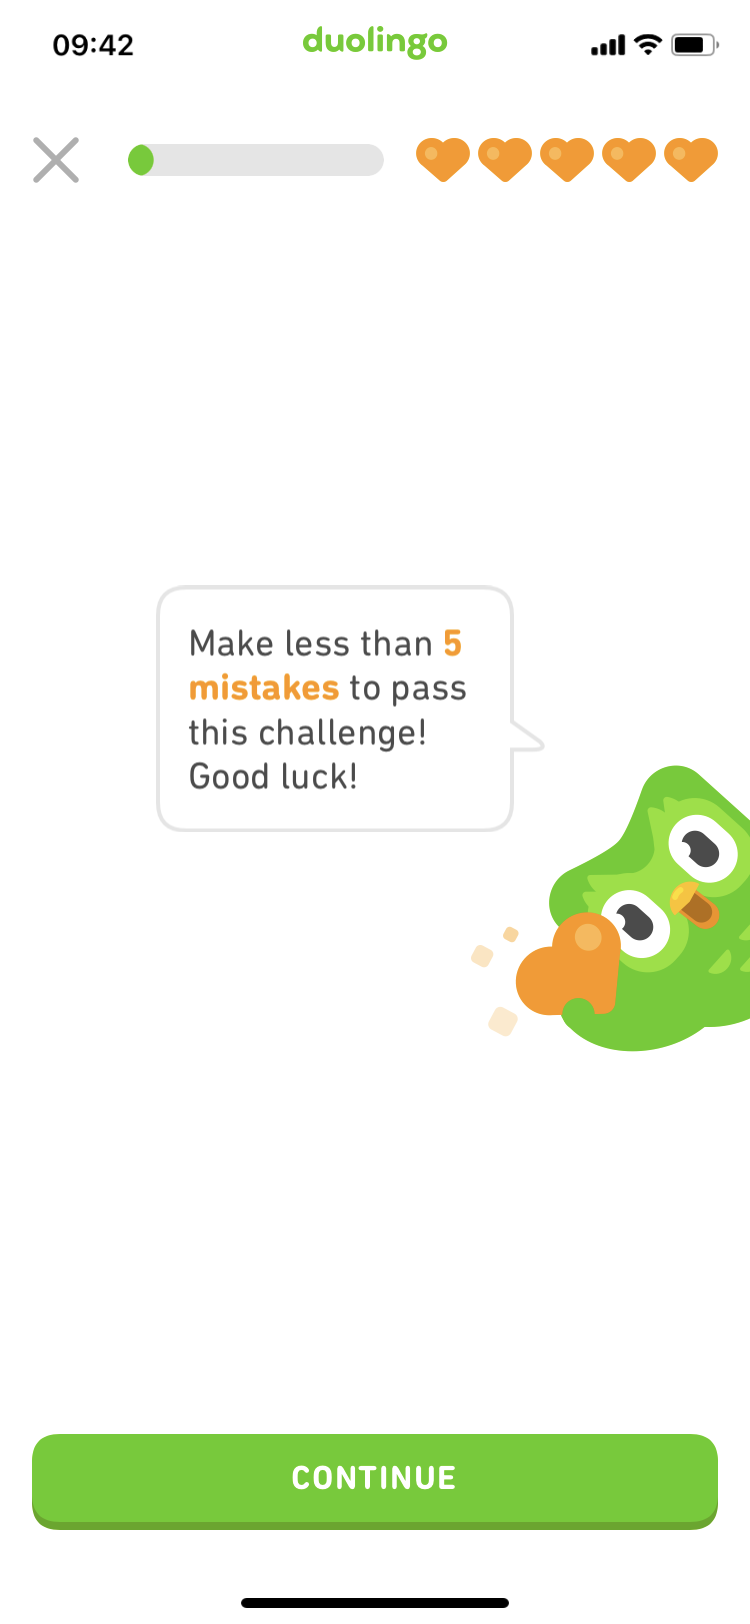 09:42
duolingo
Make less than 5
mistakes to pass
this challenge!
Good luck!
CONTINUE